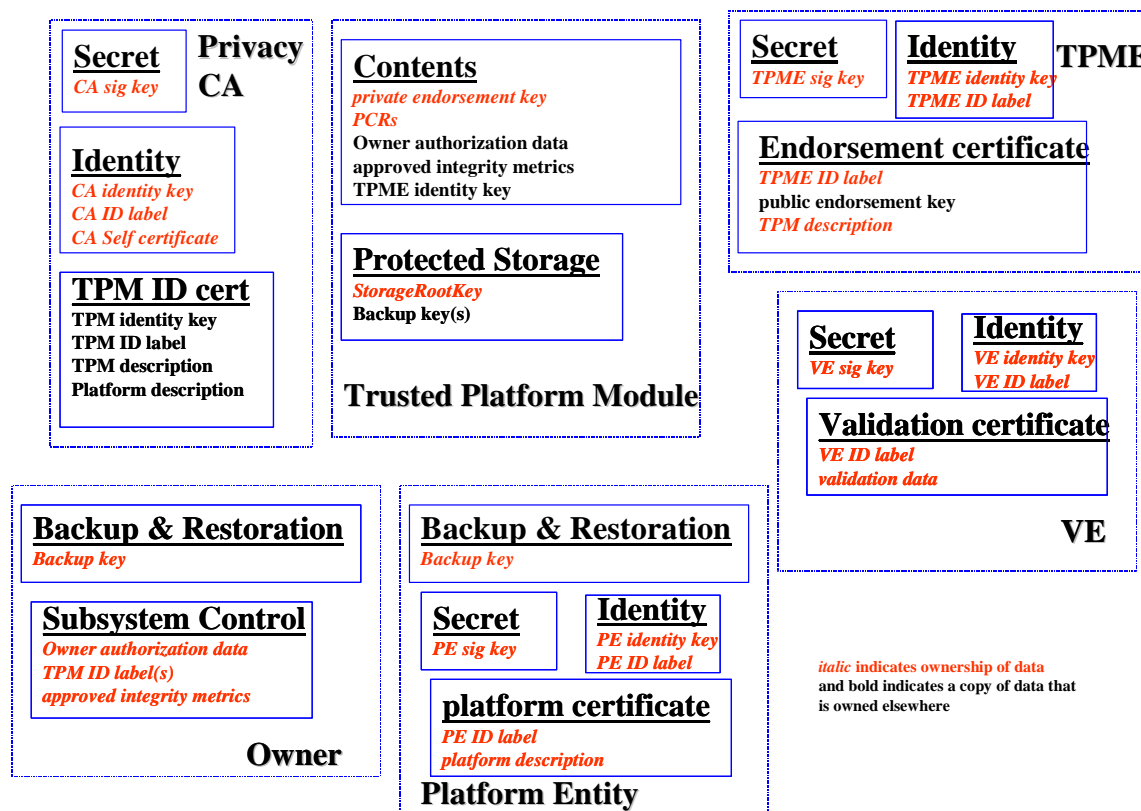 Privacy
CA
Secret
CA sig key
Identity
CA identity key
CA ID label
CA Self certificate
TPM ID cert
TPM identity key
TPM ID label
TPM description
Platform description
Contents
private endorsement key
PCRs
Owner authorization data
approved integrity metrics
TPME identity key
Protected Storage
StorageRootKey
Backup key(s)
Trusted Platform Module
TPME
Secret
TPME sig key
Identity
TPME identity key
TPME ID label
Endorsement certificate
TPME ID label
public endorsement key
TPM description
Secret
VE sig key
Identity
VE identity key
VE ID label
Validation certificate
VE ID label
validation data
VE
Backup & Restoration
Backup key
Subsystem Control
Owner authorization data
TPM ID label(s)
approved integrity metrics
Owner
Backup & Restoration
Backup key
Secret
PE sig key
Identity
PE identity key
PE ID label
platform certificate
PE ID label
platform description
Platform Entity
italic indicates ownership of data
and bold indicates a copy of data that
is owned elsewhere